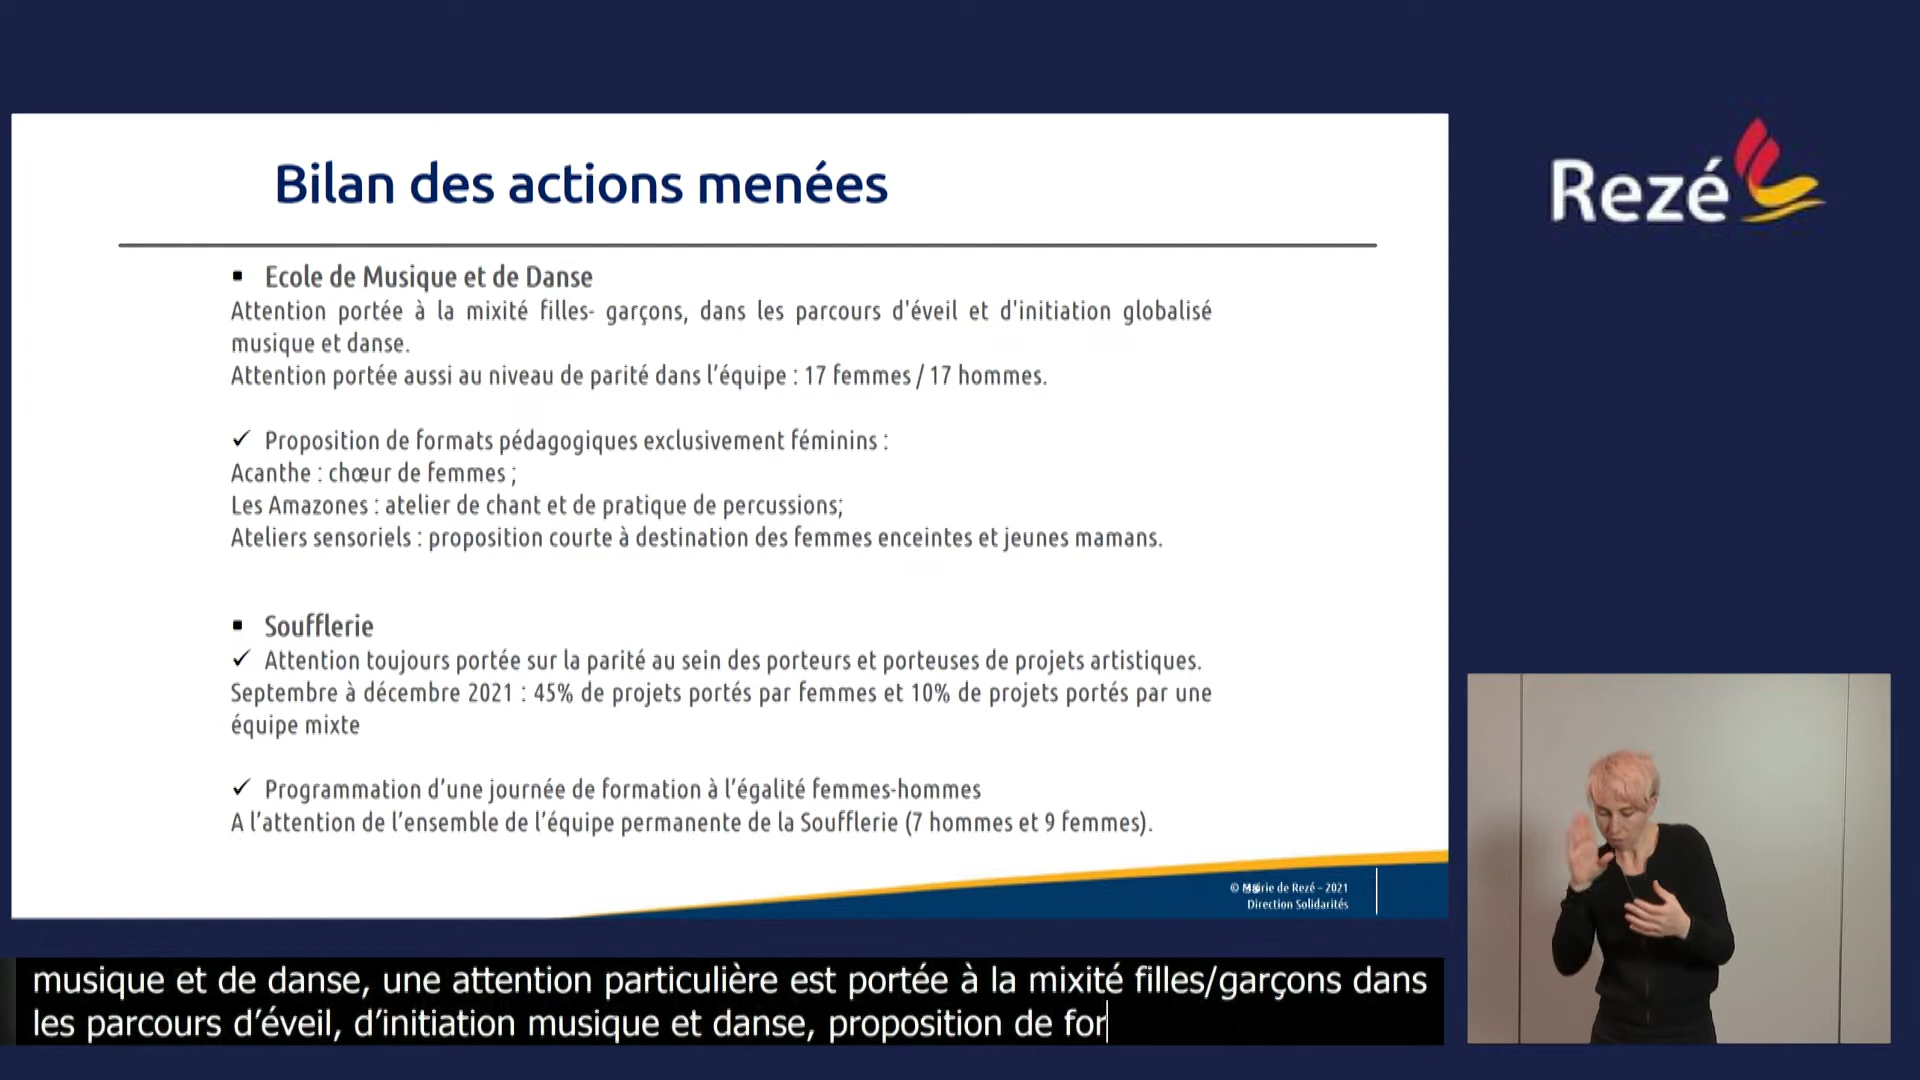 Bilan des actions menées
Rezé
▪ Ecole de Musique et de Danse
Attention portée à la mixité filles- garçons, dans les parcours d'éveil et d'initiation globalisé
musique et danse.
Attention portée aussi au niveau de parité dans l’équipe : 17 femmes / 17 hommes.
✓ Proposition de formats pédagogiques exclusivement féminins :
Acanthe : chœur de femmes ;
Les Amazones : atelier de chant et de pratique de percussions;
Ateliers sensoriels : proposition courte à destination des femmes enceintes et jeunes mamans.
▪ Soufflerie
✓ Attention toujours portée sur la parité au sein des porteurs et porteuses de projets artistiques.
Septembre à décembre 2021 : 45% de projets portés par femmes et 10% de projets portés par une
équipe mixte
✓ Programmation d’une journée de formation à l’égalité femmes-hommes
A l’attention de l’ensemble de l’équipe permanente de la Soufflerie (7 hommes et 9 femmes).
© Mairie de Rezé – 2021
Direction Solidarités
musique et de danse, une attention particulière est portée à la mixité filles/garçons dans
les parcours d’éveil, d’initiation musique et danse, proposition de for